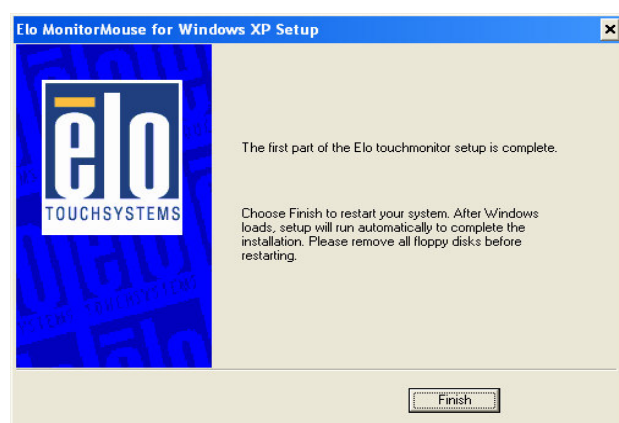 Elo MonitorMouse for Windows XP Setup
ēlo
TOUCHSYSTEMS
The first part of the Elo touchmonitor setup is complete.
Choose Finish to restart your system. After Windows
loads, setup will run automatically to complete the
installation. Please remove all floppy disks before
restarting.
Finish